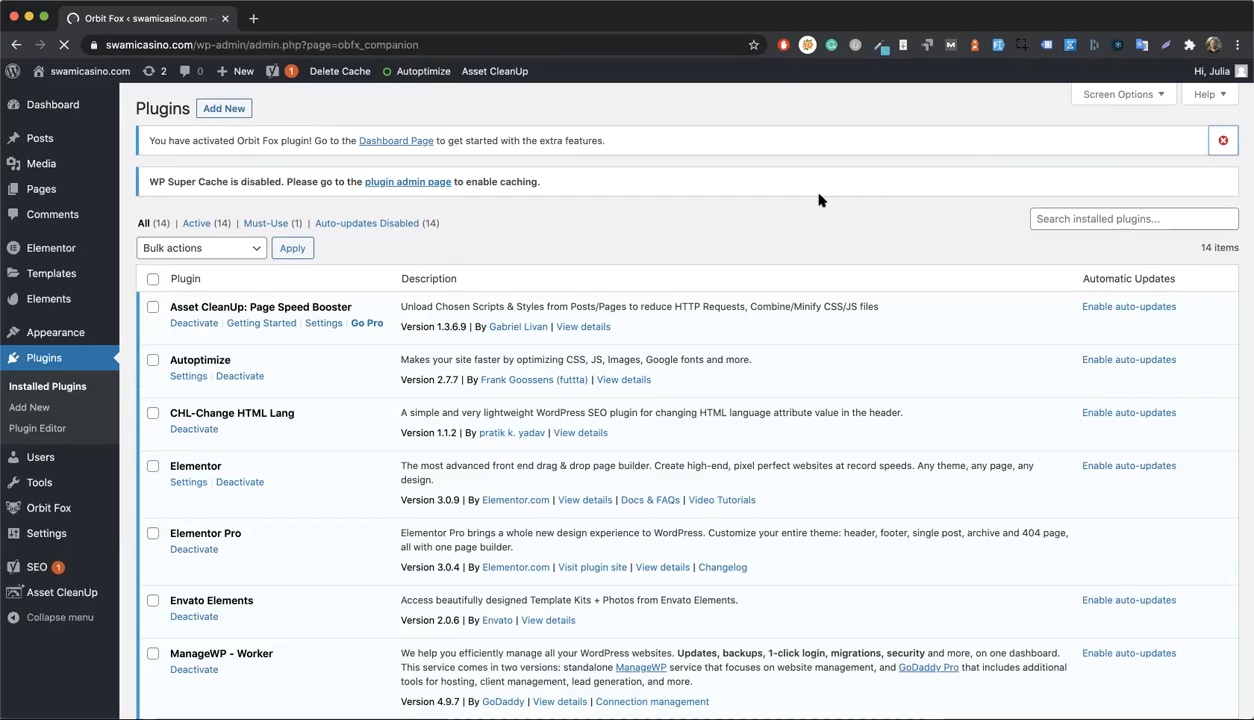 Orbit Fox ‹ swamicasino.com —
swamicasino.com/wp-admin/admin.php?page=obfx_companion
swamicasino.com 2 0 New 1 Delete Cache Autoptimize Asset CleanUp Hi, Julia
Dashboard
Posts
Media
Pages
Comments
Elementor
Templates
Elements
Appearance
Plugins
Installed Plugins
Add New
Plugin Editor
Users
Tools
Orbit Fox
Settings
SEO 1
Asset CleanUp
Collapse menu
Screen Options Help
Plugins Add New
You have activated Orbit Fox plugin! Go to the Dashboard Page to get started with the extra features.
WP Super Cache is disabled. Please go to the plugin admin page to enable caching.
All (14) | Active (14) | Must-Use (1) | Auto-updates Disabled (14)
Search installed plugins...
Bulk actions Apply
14 items
Plugin Description Automatic Updates
Asset CleanUp: Page Speed Booster
Deactivate | Getting Started | Settings | Go Pro
Unload Chosen Scripts & Styles from Posts/Pages to reduce HTTP Requests, Combine/Minify CSS/JS files
Version 1.3.6.9 | By Gabriel Livan | View details
Enable auto-updates
Autoptimize
Settings | Deactivate
Makes your site faster by optimizing CSS, JS, Images, Google fonts and more.
Version 2.7.7 | By Frank Goossens (futtta) | View details
Enable auto-updates
CHL-Change HTML Lang
Deactivate
A simple and very lightweight WordPress SEO plugin for changing HTML language attribute value in the header.
Version 1.1.2 | By pratik k. yadav | View details
Enable auto-updates
Elementor
Settings | Deactivate
The most advanced front end drag & drop page builder. Create high-end, pixel perfect websites at record speeds. Any theme, any page, any
design.
Version 3.0.9 | By Elementor.com | View details | Docs & FAQs | Video Tutorials
Enable auto-updates
Elementor Pro
Deactivate
Elementor Pro brings a whole new design experience to WordPress. Customize your entire theme: header, footer, single post, archive and 404 page,
all with one page builder.
Version 3.0.4 | By Elementor.com | Visit plugin site | View details | Changelog
Envato Elements
Deactivate
Access beautifully designed Template Kits + Photos from Envato Elements.
Version 2.0.6 | By Envato | View details
Enable auto-updates
ManageWP - Worker
Deactivate
We help you efficiently manage all your WordPress websites. Updates, backups, 1-click login, migrations, security and more, on one dashboard.
This service comes in two versions: standalone ManageWP service that focuses on website management, and GoDaddy Pro that includes additional
tools for hosting, client management, lead generation, and more.
Version 4.9.7 | By GoDaddy | View details | Connection management
Enable auto-updates